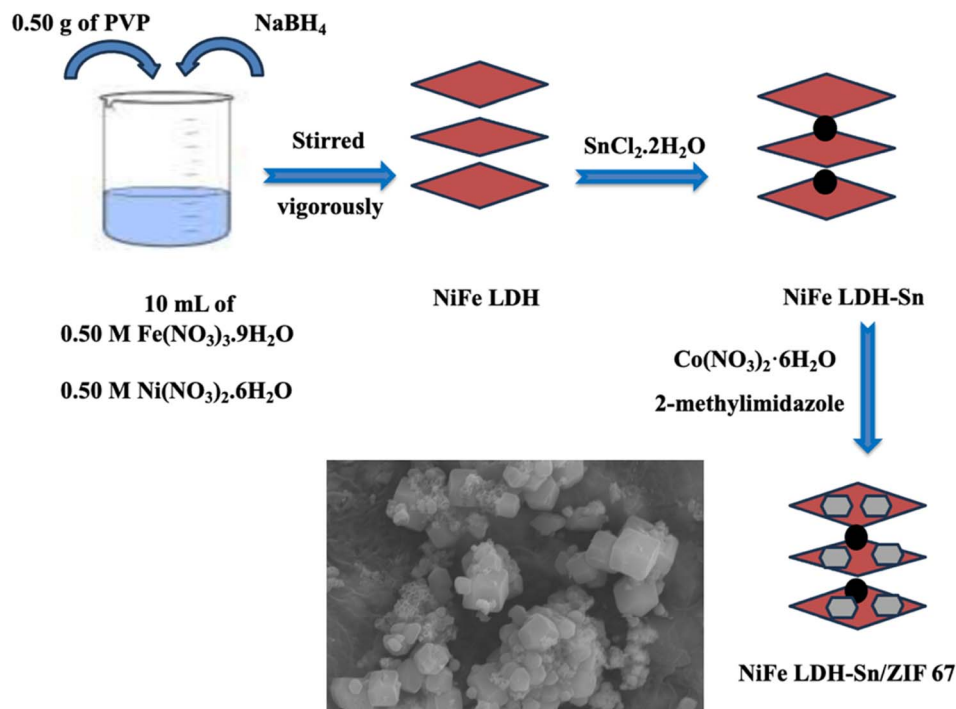 0.50 g of PVP
NaBH₄
Stirred
vigorously
SnCl₂.2H₂O
NiFe LDH
NiFe LDH-Sn
10 mL of
0.50 M Fe(NO₃)₃.9H₂O
0.50 M Ni(NO₃)₂.6H₂O
Co(NO₃)₂·6H₂O
2-methylimidazole
NiFe LDH-Sn/ZIF 67